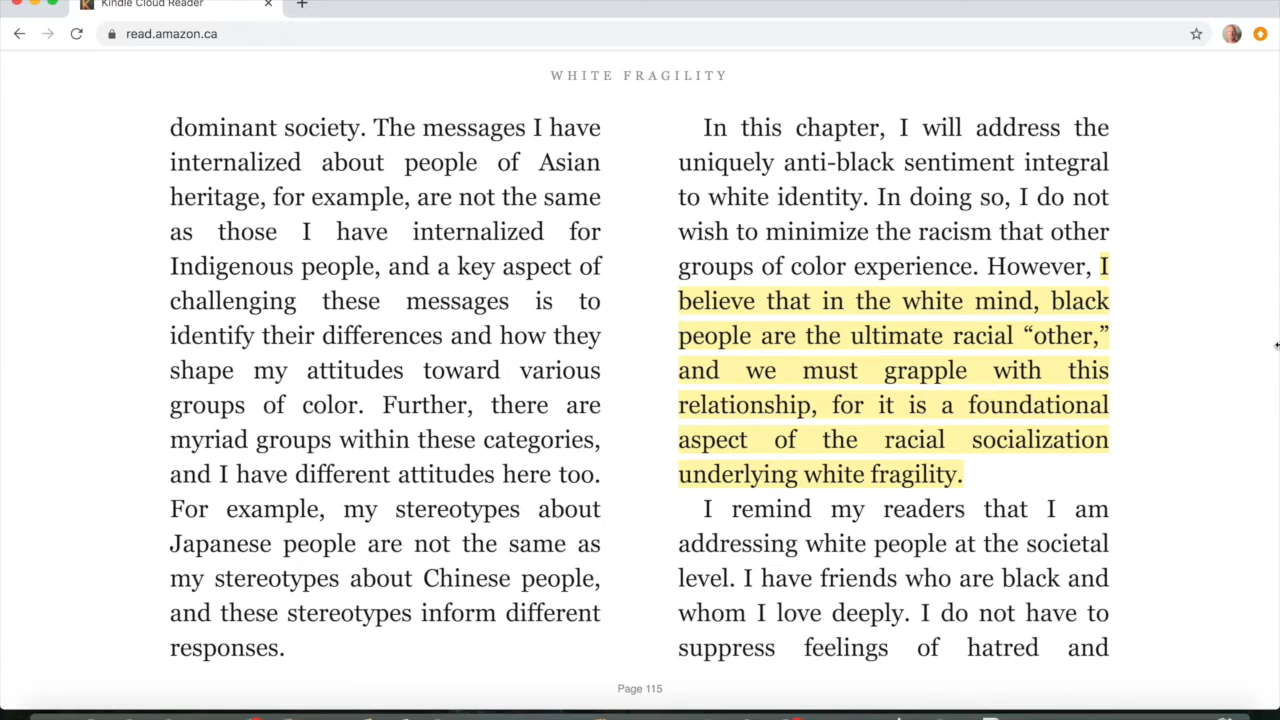 Kindle Cloud Reader
read.amazon.ca
WHITE FRAGILITY
dominant society. The messages I have
internalized about people of Asian
heritage, for example, are not the same
as those I have internalized for
Indigenous people, and a key aspect of
challenging these messages is to
identify their differences and how they
shape my attitudes toward various
groups of color. Further, there are
myriad groups within these categories,
and I have different attitudes here too.
For example, my stereotypes about
Japanese people are not the same as
my stereotypes about Chinese people,
and these stereotypes inform different
responses.
In this chapter, I will address the
uniquely anti-black sentiment integral
to white identity. In doing so, I do not
wish to minimize the racism that other
groups of color experience. However, I
believe that in the white mind, black
people are the ultimate racial “other,”
and we must grapple with this
relationship, for it is a foundational
aspect of the racial socialization
underlying white fragility.
I remind my readers that I am
addressing white people at the societal
level. I have friends who are black and
whom I love deeply. I do not have to
suppress feelings of hatred and
Page 115